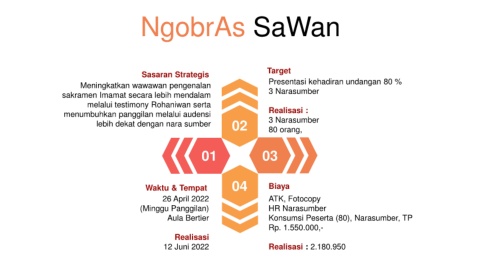 NgobrAs SaWan
Sasaran Strategis
Meningkatkan wawawan pengenalan
sakramen Imamat secara lebih mendalam
melalui testimony Rohaniwan serta
menumbuhkan panggilan melalui audensi
lebih dekat dengan nara sumber
Target
Presentasi kehadiran undangan 80 %
3 Narasumber
Realisasi :
3 Narasumber
80 orang,
02
01
03
04
Waktu & Tempat
26 April 2022
(Minggu Panggilan)
Aula Bertier
Realisasi
12 Juni 2022
Biaya
ATK, Fotocopy
HR Narasumber
Konsumsi Peserta (80), Narasumber, TP
Rp. 1.550.000,-
Realisasi : 2.180.950